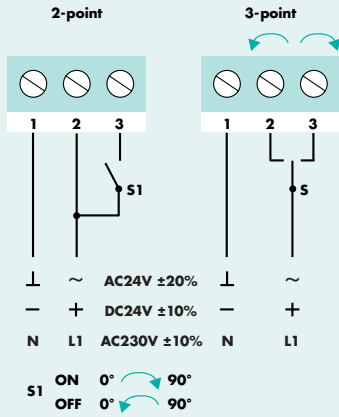 2-point 3-point
1 2 3 1 2 3
S1 S
⊥ ~ AC24V ±20% ⊥ ~
− + DC24V ±10% − +
N L1 AC230V ±10% N L1
ON 0° 90°
S1
OFF 0° 90°